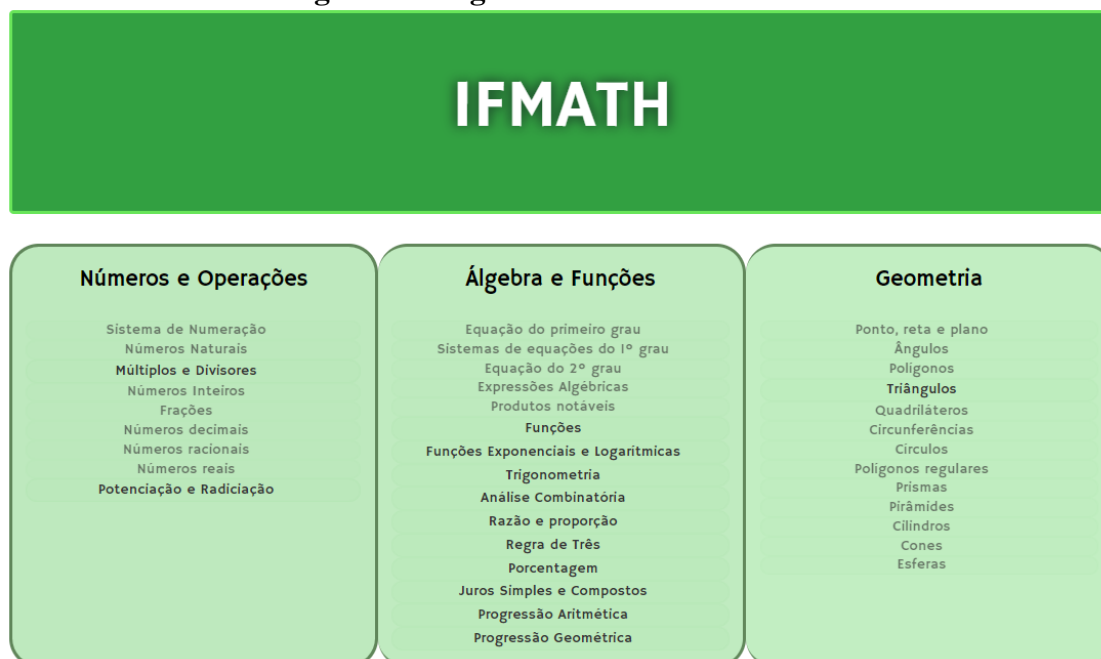 IFMATH
Números e Operações
Sistema de Numeração
Números Naturais
Múltiplos e Divisores
Números Inteiros
Frações
Números decimais
Números racionais
Números reais
Potenciação e Radiciação
Álgebra e Funções
Equação do primeiro grau
Sistemas de equações do 1º grau
Equação do 2º grau
Expressões Algébricas
Produtos notáveis
Funções
Funções Exponenciais e Logarítmicas
Trigonometria
Análise Combinatória
Razão e proporção
Regra de Três
Porcentagem
Juros Simples e Compostos
Progressão Aritmética
Progressão Geométrica
Geometria
Ponto, reta e plano
Ângulos
Polígonos
Triângulos
Quadriláteros
Circunferências
Círculos
Polígonos regulares
Prismas
Pirâmides
Cilindros
Cones
Esferas